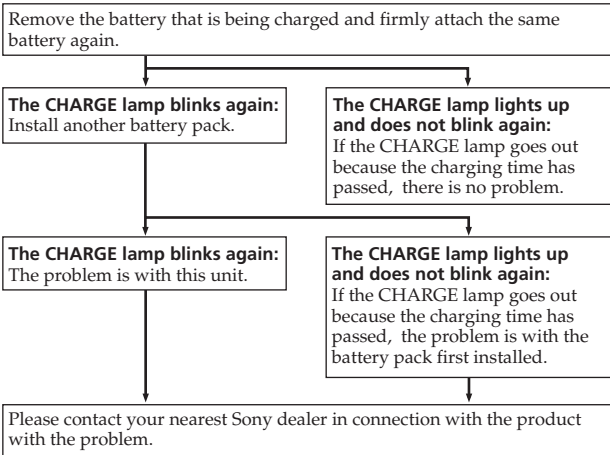 Remove the battery that is being charged and firmly attach the same
battery again.
The CHARGE lamp blinks again:
Install another battery pack.
The CHARGE lamp lights up
and does not blink again:
If the CHARGE lamp goes out
because the charging time has
passed, there is no problem.
The CHARGE lamp blinks again:
The problem is with this unit.
The CHARGE lamp lights up
and does not blink again:
If the CHARGE lamp goes out
because the charging time has
passed, the problem is with the
battery pack first installed.
Please contact your nearest Sony dealer in connection with the product
with the problem.